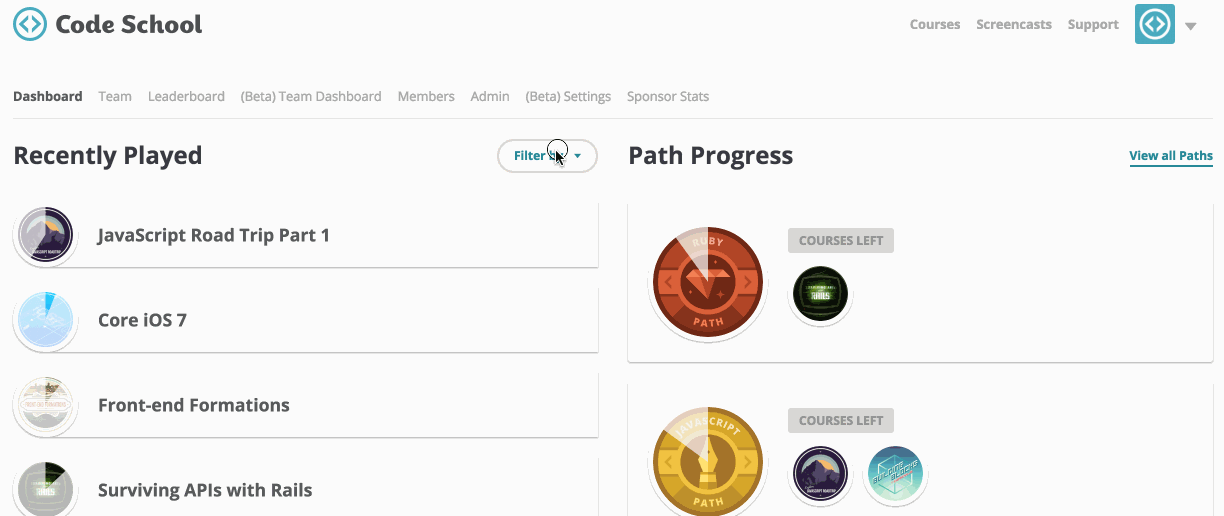 Code School
Courses Screencasts Support
Dashboard Team Leaderboard (Beta) Team Dashboard Members Admin (Beta) Settings Sponsor Stats
Recently Played
Filter
Path Progress
View all Paths
JavaScript Road Trip Part 1
Core iOS 7
Front-end Formations
Surviving APIs with Rails
RUBY
PATH
COURSES LEFT
RAILS
JAVASCRIPT
PATH
COURSES LEFT